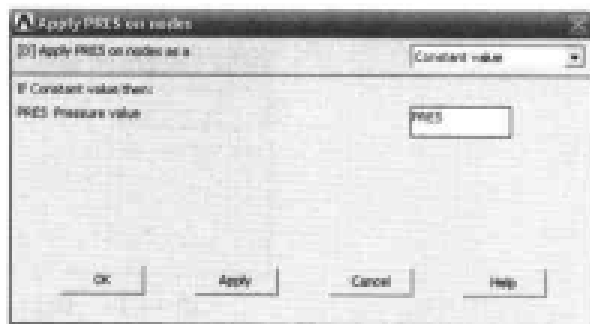 Apply PRES on nodes
[D] Apply PRES on nodes as a
Constant value
If Constant value then:
PRES Pressure value
PRES
OK
Apply
Cancel
Help